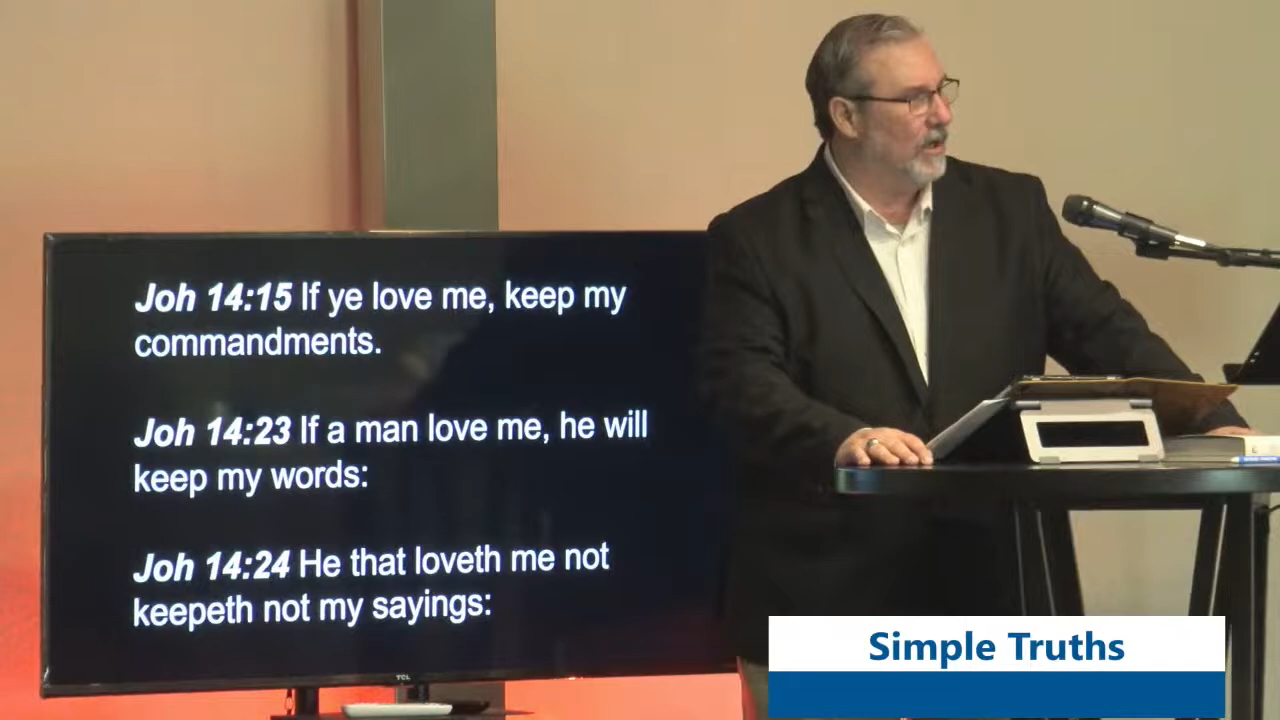 Joh 14:15 If ye love me, keep my
commandments.
Joh 14:23 If a man love me, he will
keep my words:
Joh 14:24 He that loveth me not
keepeth not my sayings:
TCL
Simple Truths